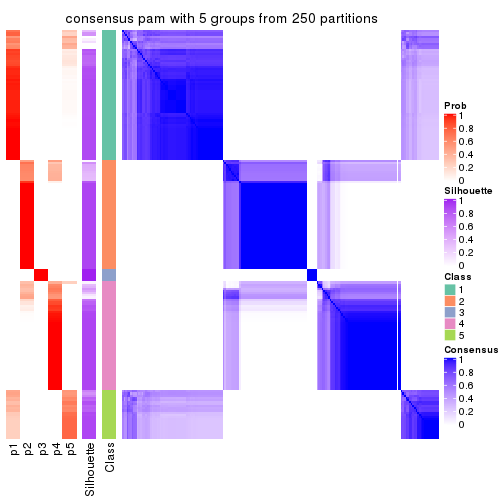 consensus pam with 5 groups from 250 partitions
Prob
1
0.8
0.6
0.4
0.2
0
Silhouette
1
0.8
0.6
0.4
0.2
0
Class
1
2
3
4
5
Consensus
1
0.8
0.6
0.4
0.2
0
p1
p2
p3
p4
p5
Silhouette
Class